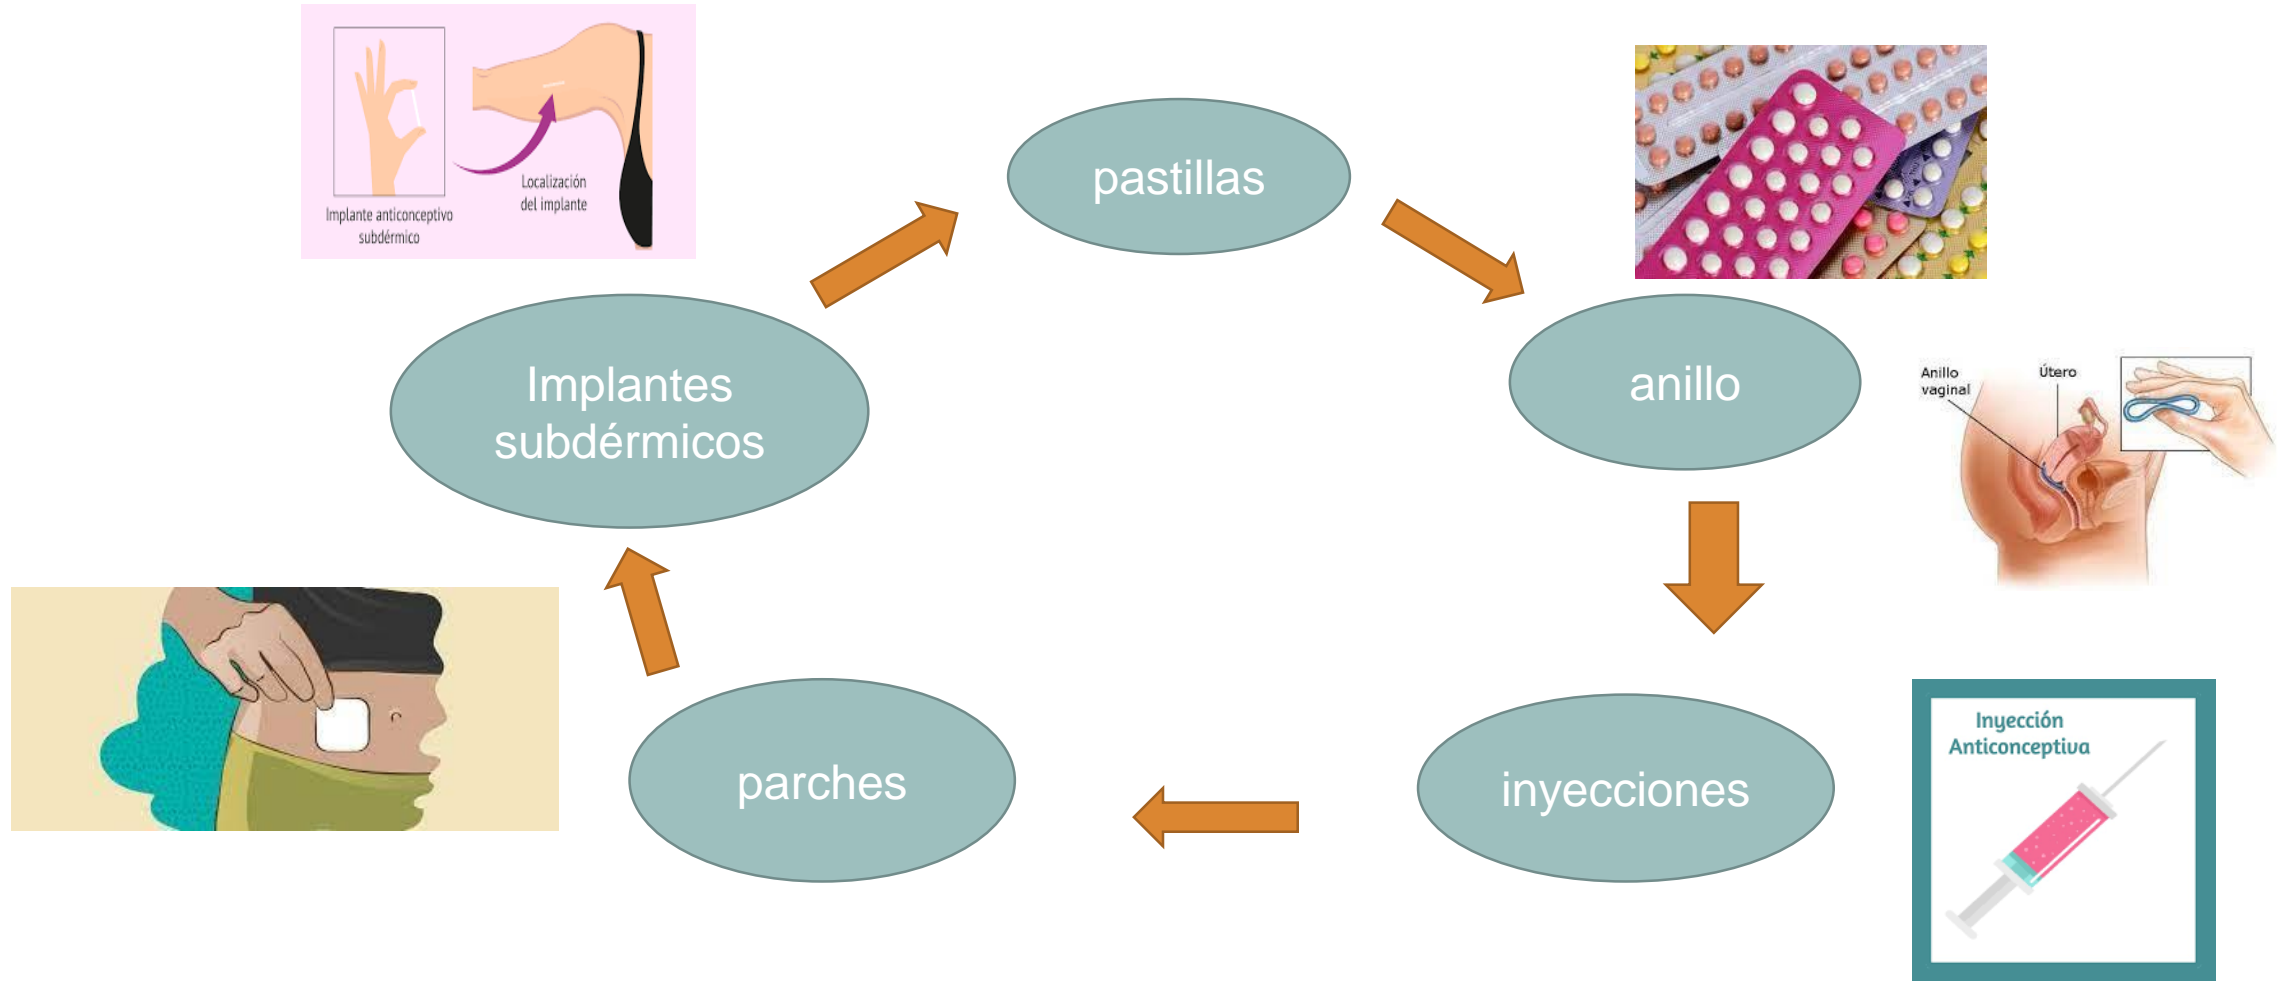 Implante anticonceptivo
subdérmico
Localización
del implante
pastillas
anillo
Anillo
vaginal
Útero
inyecciones
Inyección
Anticonceptiva
parches
Implantes
subdérmicos